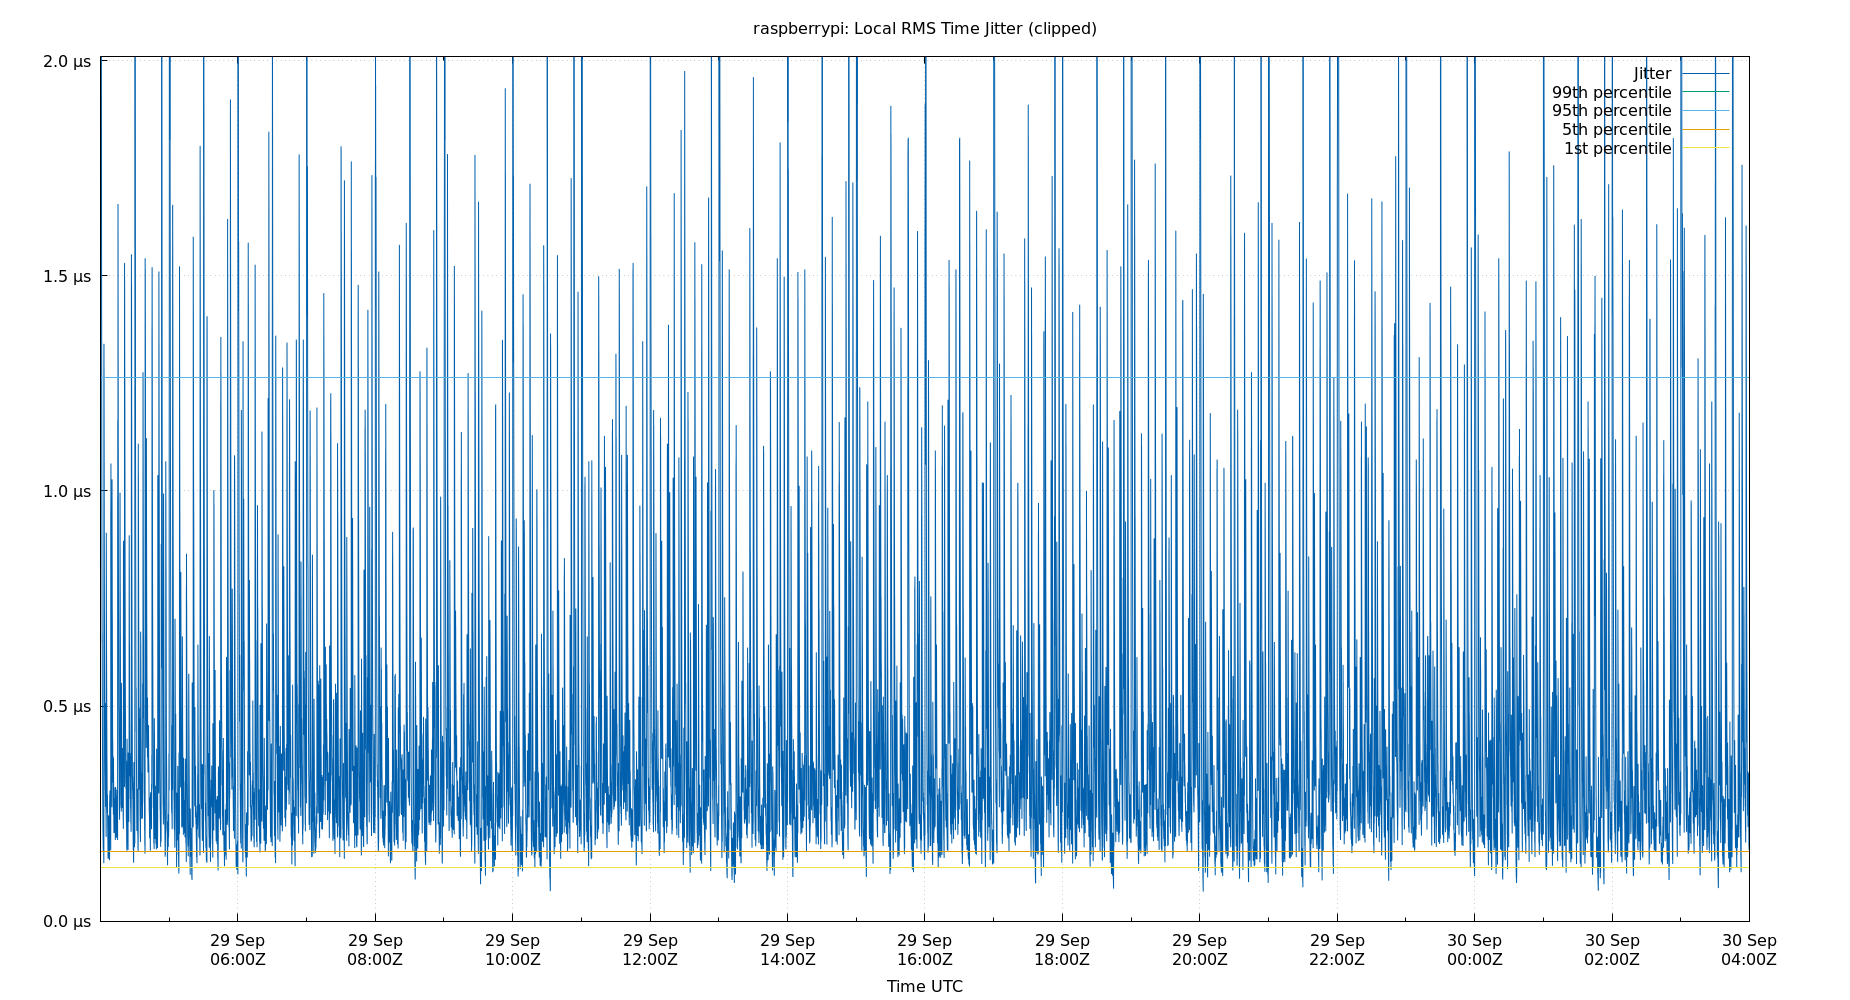 raspberrypi: Local RMS Time Jitter (clipped)
2.0 µs
1.5 µs
1.0 µs
0.5 µs
0.0 µs
Jitter
99th percentile
95th percentile
5th percentile
1st percentile
29 Sep 29 Sep 29 Sep 29 Sep 29 Sep 29 Sep 29 Sep 29 Sep 29 Sep 30 Sep 30 Sep 30 Sep
06:00Z 08:00Z 10:00Z 12:00Z 14:00Z 16:00Z 18:00Z 20:00Z 22:00Z 00:00Z 02:00Z 04:00Z
Time UTC